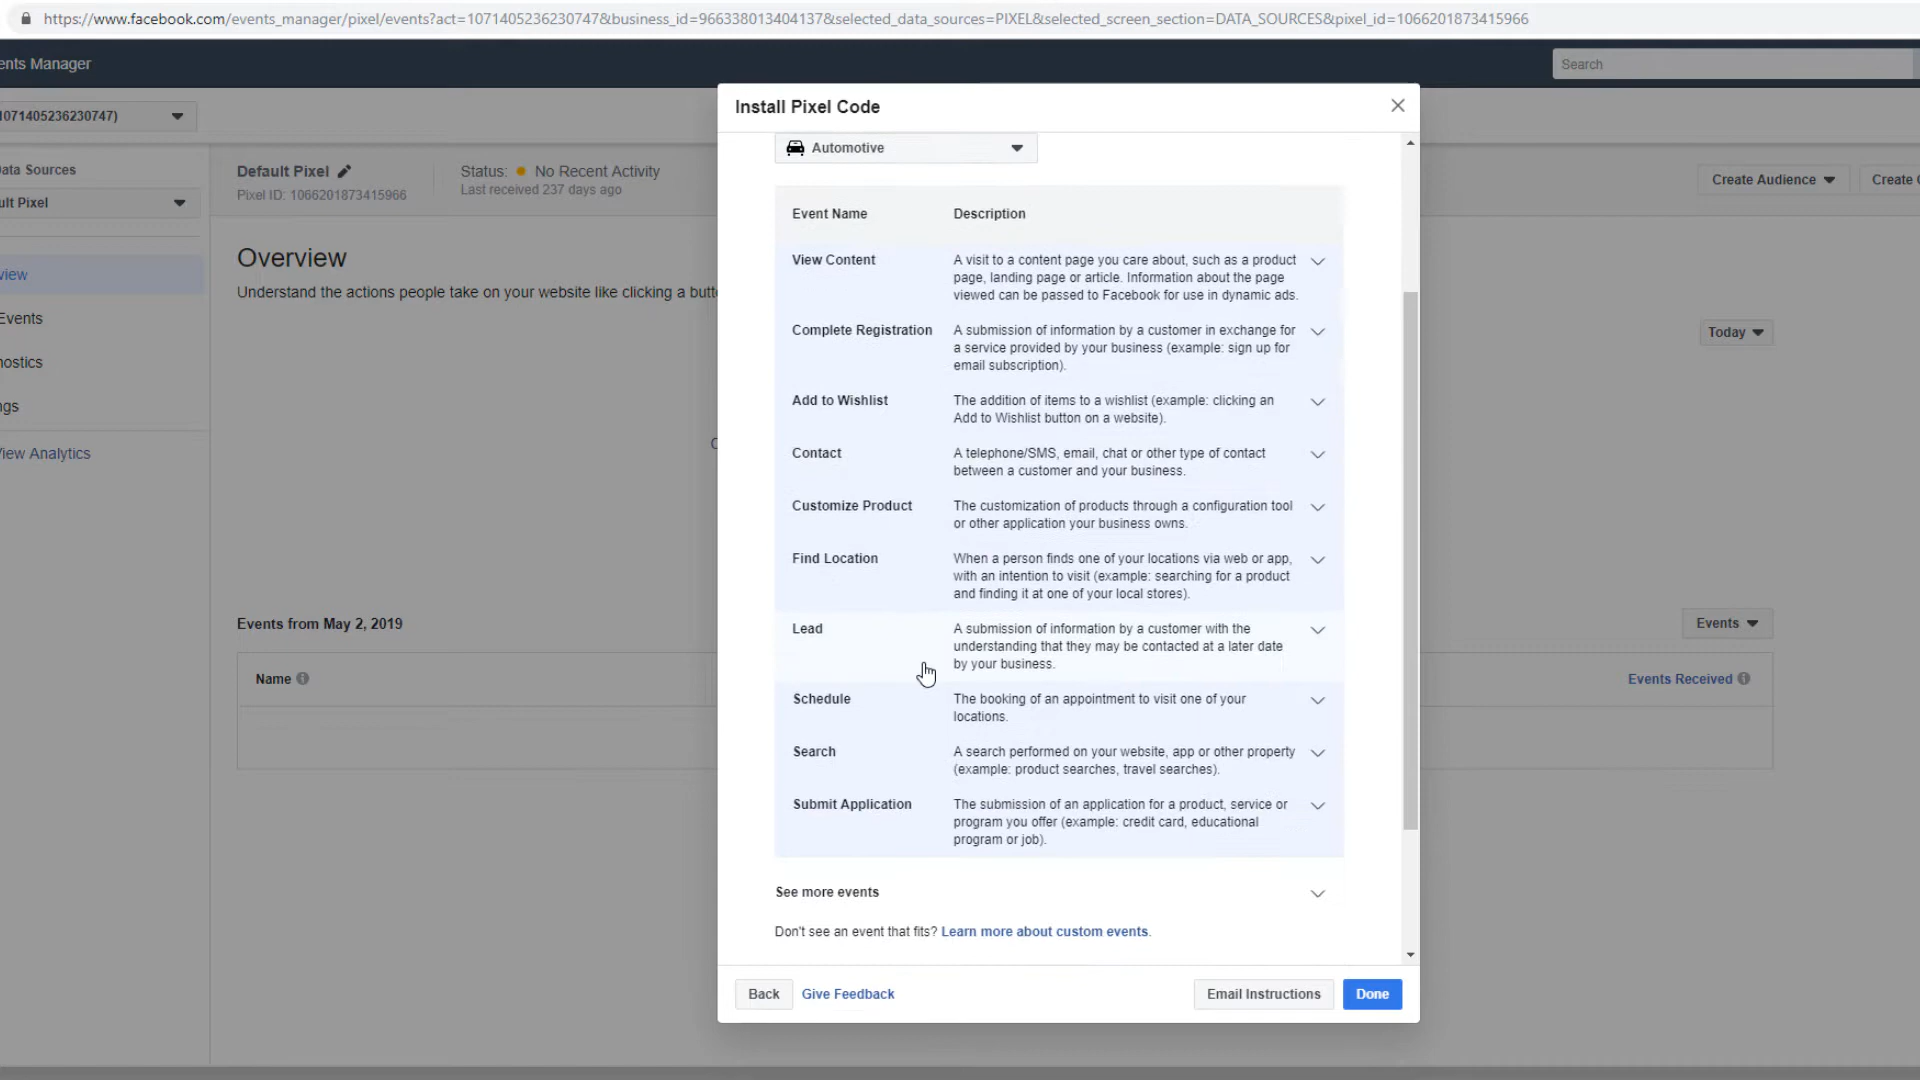 https://www.facebook.com/events_manager/pixel/events?act=1071405236230747&business_id=966338013404137&selected_data_sources=PIXEL&selected_screen_section=DATA_SOURCES&pixel_id=1066201873415966
ents Manager
Search
1071405236230747)
Data Sources
ult Pixel
view
Events
nostics
ngs
View Analytics
Default Pixel
Pixel ID: 1066201873415966
Status: No Recent Activity
Last received 237 days ago
Create Audience
Create
Overview
Understand the actions people take on your website like clicking a butt
Today
Events from May 2, 2019
Events
Name
Events Received
Install Pixel Code
Automotive
Event Name Description
View Content
A visit to a content page you care about, such as a product
page, landing page or article. Information about the page
viewed can be passed to Facebook for use in dynamic ads.
Complete Registration
A submission of information by a customer in exchange for
a service provided by your business (example: sign up for
email subscription).
Add to Wishlist
The addition of items to a wishlist (example: clicking an
Add to Wishlist button on a website).
Contact
A telephone/SMS, email, chat or other type of contact
between a customer and your business.
Customize Product
The customization of products through a configuration tool
or other application your business owns.
Find Location
When a person finds one of your locations via web or app,
with an intention to visit (example: searching for a product
and finding it at one of your local stores).
Lead
A submission of information by a customer with the
understanding that they may be contacted at a later date
by your business.
Schedule
The booking of an appointment to visit one of your
locations.
Search
A search performed on your website, app or other property
(example: product searches, travel searches).
Submit Application
The submission of an application for a product, service or
program you offer (example: credit card, educational
program or job).
See more events
Don't see an event that fits? Learn more about custom events.
Back
Give Feedback
Email Instructions
Done